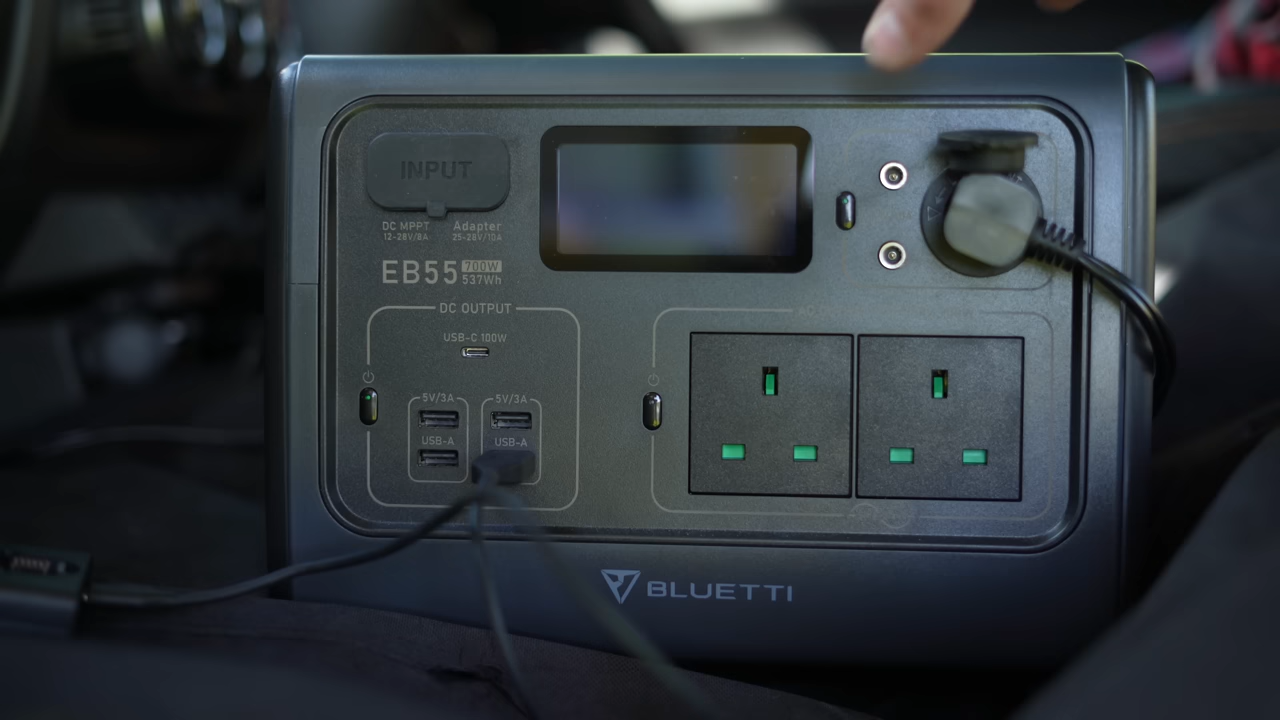 INPUT
DC MPPT Adapter
12-28V/8A 25-28V/10A
EB55 700W
537Wh
DC OUTPUT
USB-C 100W
5V/3A 5V/3A
USB-A USB-A
BLUETTI